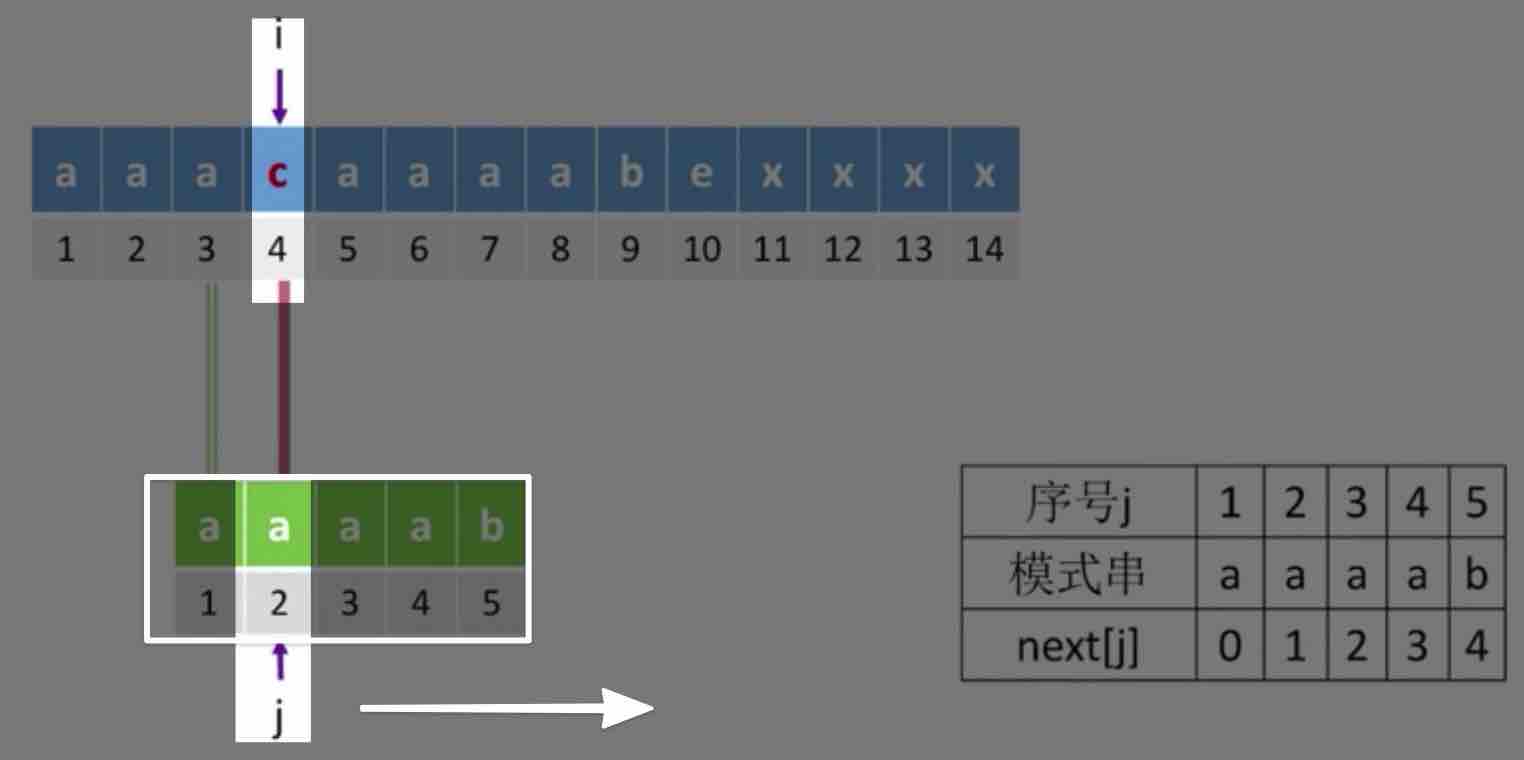 i
a a a c a a a a b e x x x x
1 2 3 4 5 6 7 8 9 10 11 12 13 14
a a a a b
1 2 3 4 5
j
序号j 1 2 3 4 5
模式串 a a a a b
next[j] 0 1 2 3 4